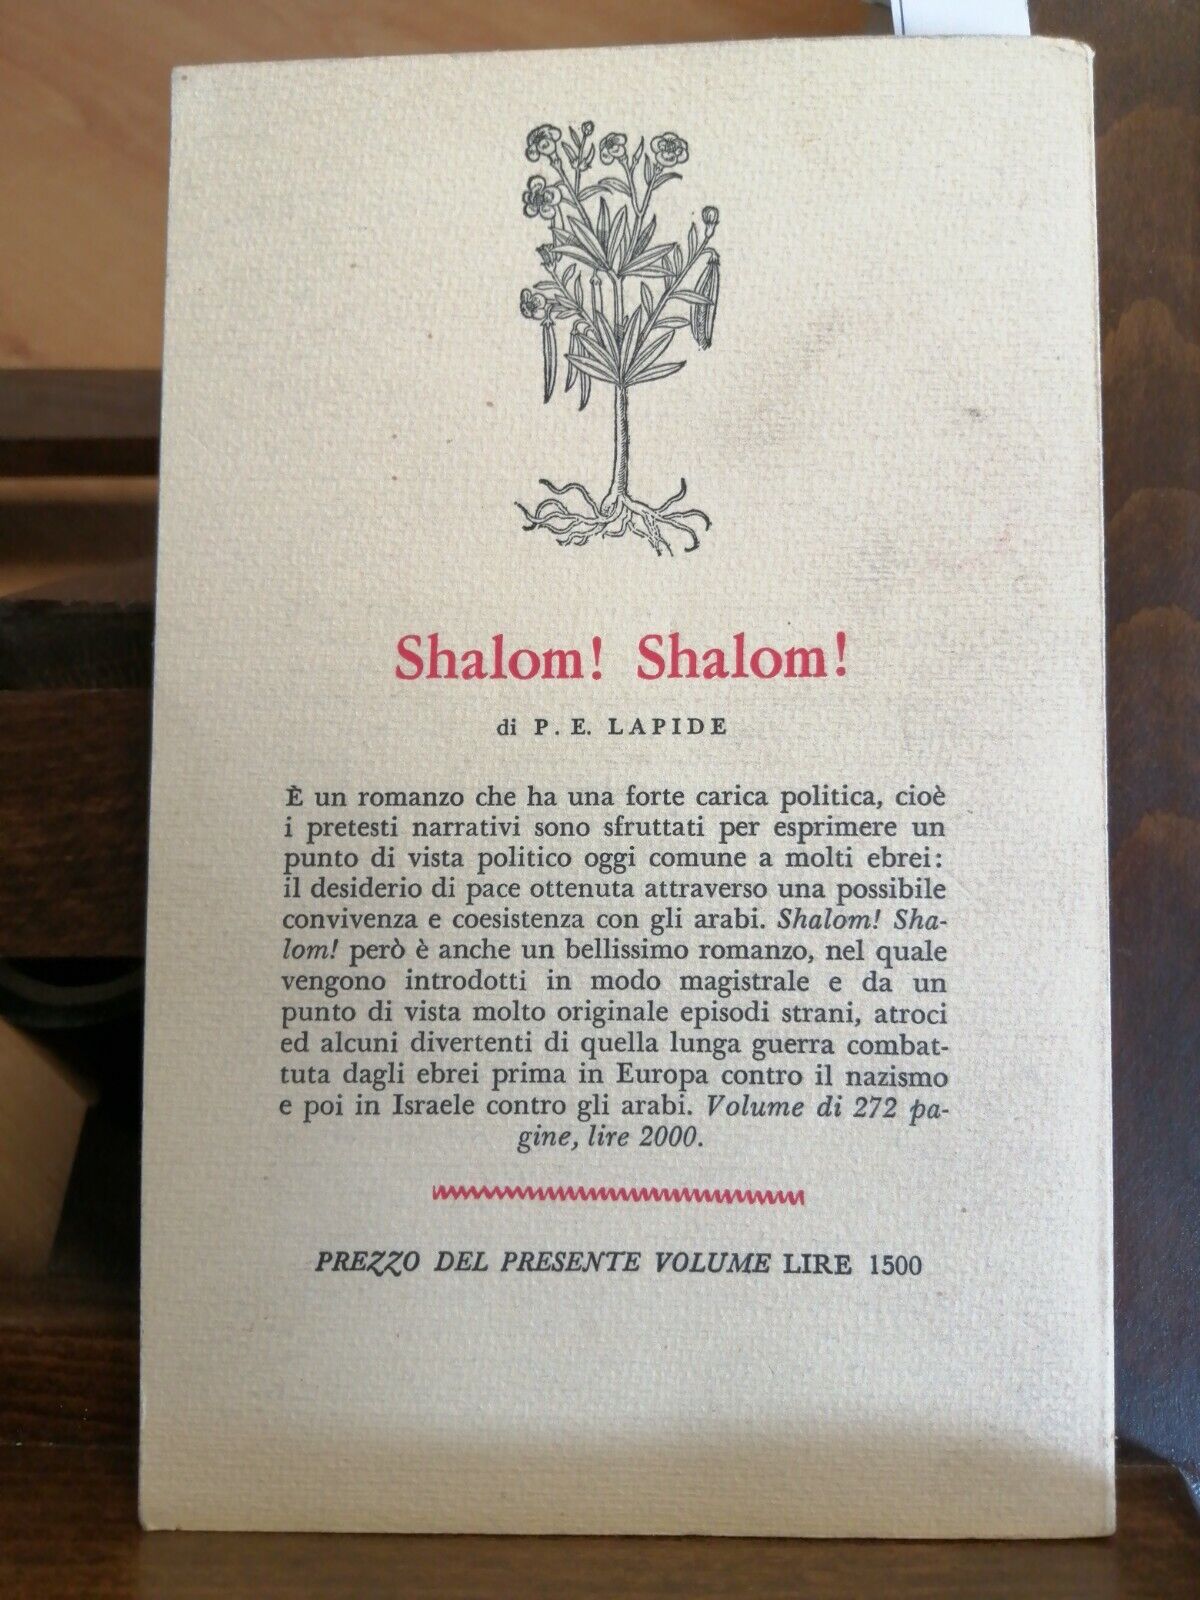 Shalom! Shalom!
di P. E. LAPIDE
È un romanzo che ha una forte carica politica, cioè
i pretesti narrativi sono sfruttati per esprimere un
punto di vista politico oggi comune a molti ebrei:
il desiderio di pace ottenuta attraverso una possibile
convivenza e coesistenza con gli arabi. Shalom! Sha-
lom! però è anche un bellissimo romanzo, nel quale
vengono introdotti in modo magistrale e da un
punto di vista molto originale episodi strani, atroci
ed alcuni divertenti di quella lunga guerra combat-
tuta dagli ebrei prima in Europa contro il nazismo
e poi in Israele contro gli arabi. Volume di 272 pa-
gine, lire 2000.
PREZZO DEL PRESENTE VOLUME LIRE 1500